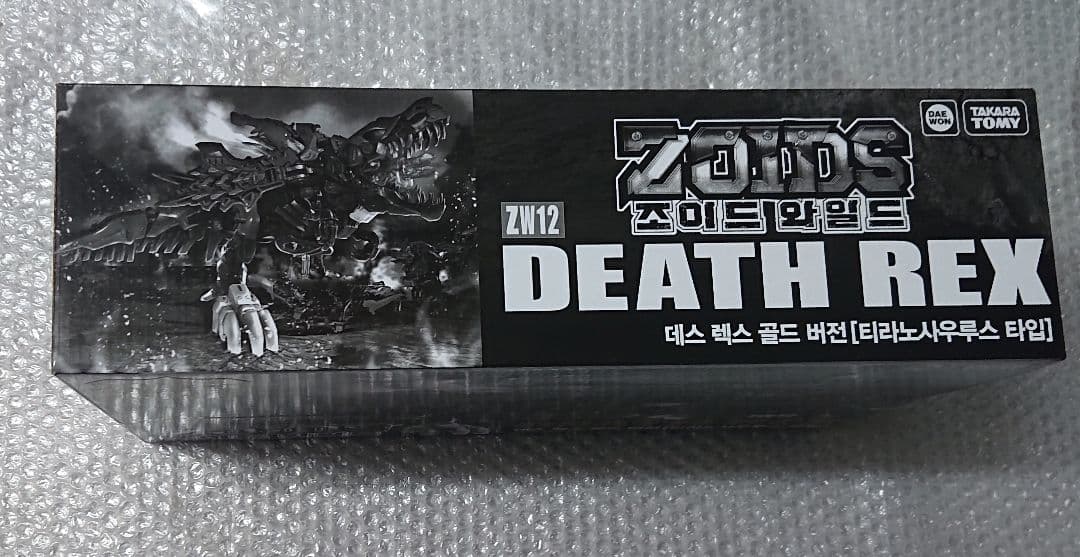 DAE WON
TAKARA TOMY
ZOIDS
조이드 와일드
ZW12
DEATH REX
데스 렉스 골드 버전[티라노사우루스 타입]